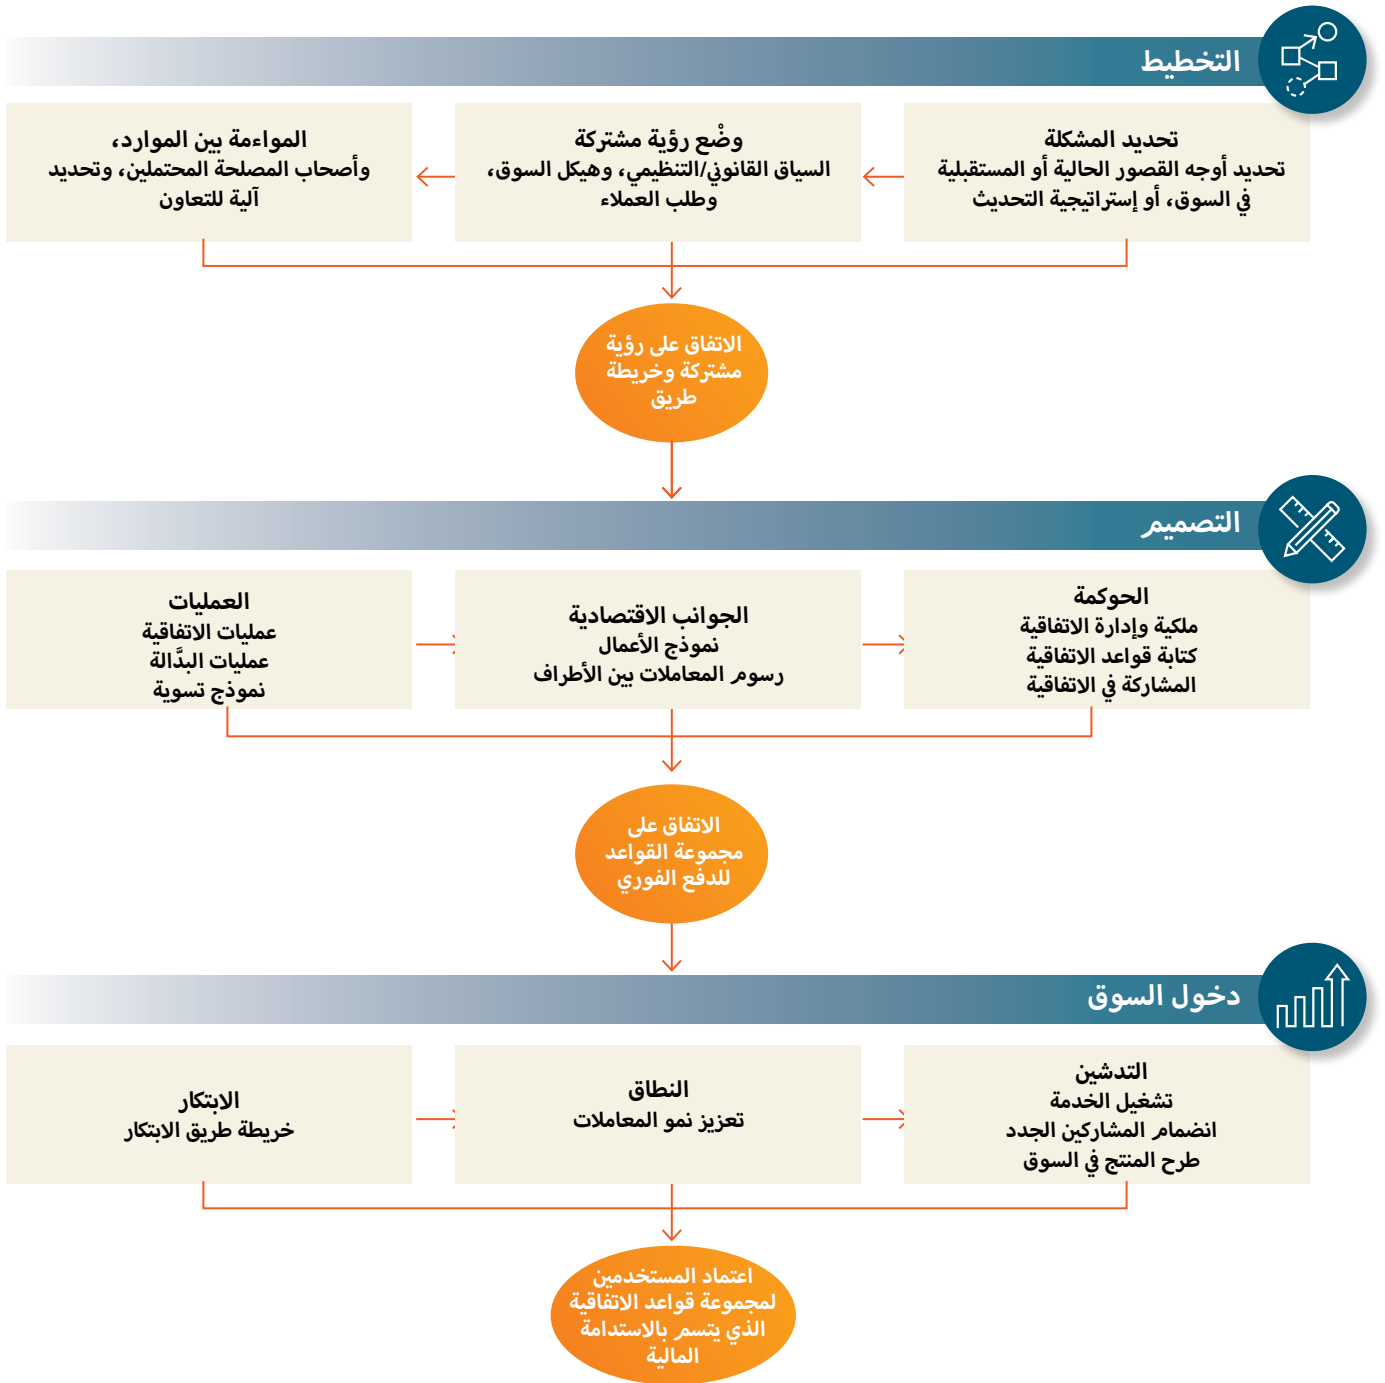 التخطيط
تحديد المشكلة
تحديد أوجه القصور الحالية أو المستقبلية
في السوق، أو إستراتيجية التحديث
وضْع رؤية مشتركة
السياق القانوني/التنظيمي، وهيكل السوق،
وطلب العملاء
المواءمة بين الموارد،
وأصحاب المصلحة المحتملين، وتحديد
آلية للتعاون
الاتفاق على رؤية
مشتركة وخريطة
طريق
التصميم
الحوكمة
ملكية وإدارة الاتفاقية
كتابة قواعد الاتفاقية
المشاركة في الاتفاقية
الجوانب الاقتصادية
نموذج الأعمال
رسوم المعاملات بين الأطراف
العمليات
عمليات الاتفاقية
عمليات البدَّالة
نموذج تسوية
الاتفاق على
مجموعة القواعد
للدفع الفوري
دخول السوق
التدشين
تشغيل الخدمة
انضمام المشاركين الجدد
طرح المنتج في السوق
النطاق
تعزيز نمو المعاملات
الابتكار
خريطة طريق الابتكار
اعتماد المستخدمين
لمجموعة قواعد الاتفاقية
الذي يتسم بالاستدامة
المالية